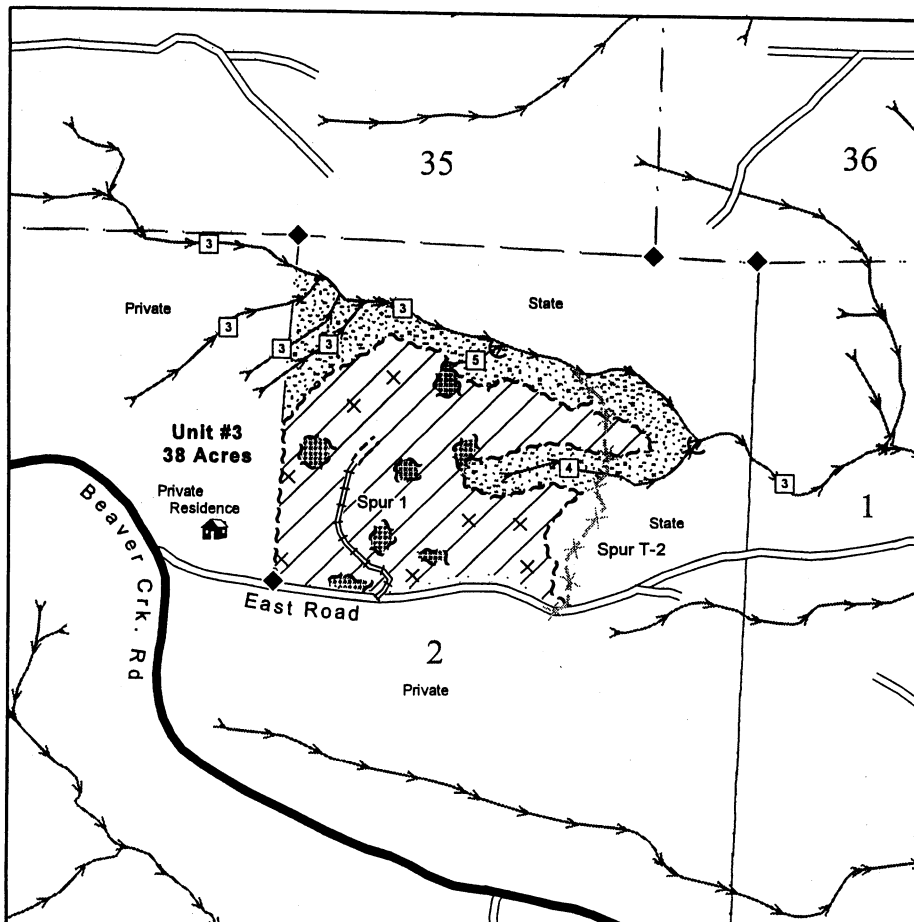 35
36
3
Private
State
3
3
3
3
5
Unit #3
38 Acres
4
3
Private
Residence
Spur 1
State
1
Spur T-2
Beaver Crk. Rd
East Road
2
Private